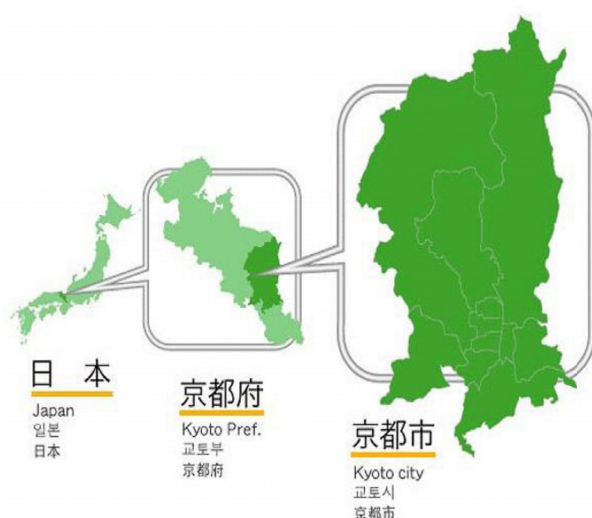 日 本
Japan
일본
日本
京都府
Kyoto Pref.
교토부
京都府
京都市
Kyoto city
교토시
京都市